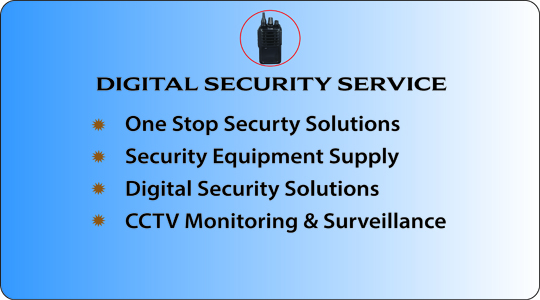 DIGITAL SECURITY SERVICE
One Stop Securty Solutions
Security Equipment Supply
Digital Security Solutions
CCTV Monitoring & Surveillance